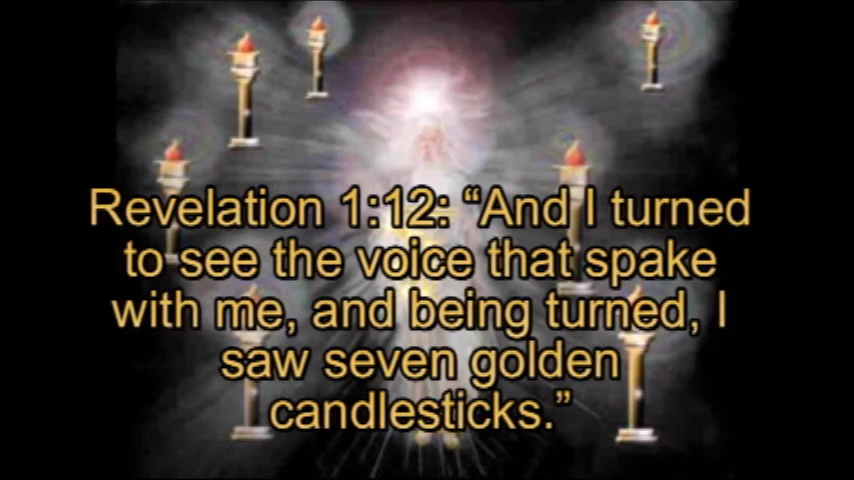 Revelation 1:12: “And I turned
to see the voice that spake
with me, and being turned, I
saw seven golden
candlesticks.”